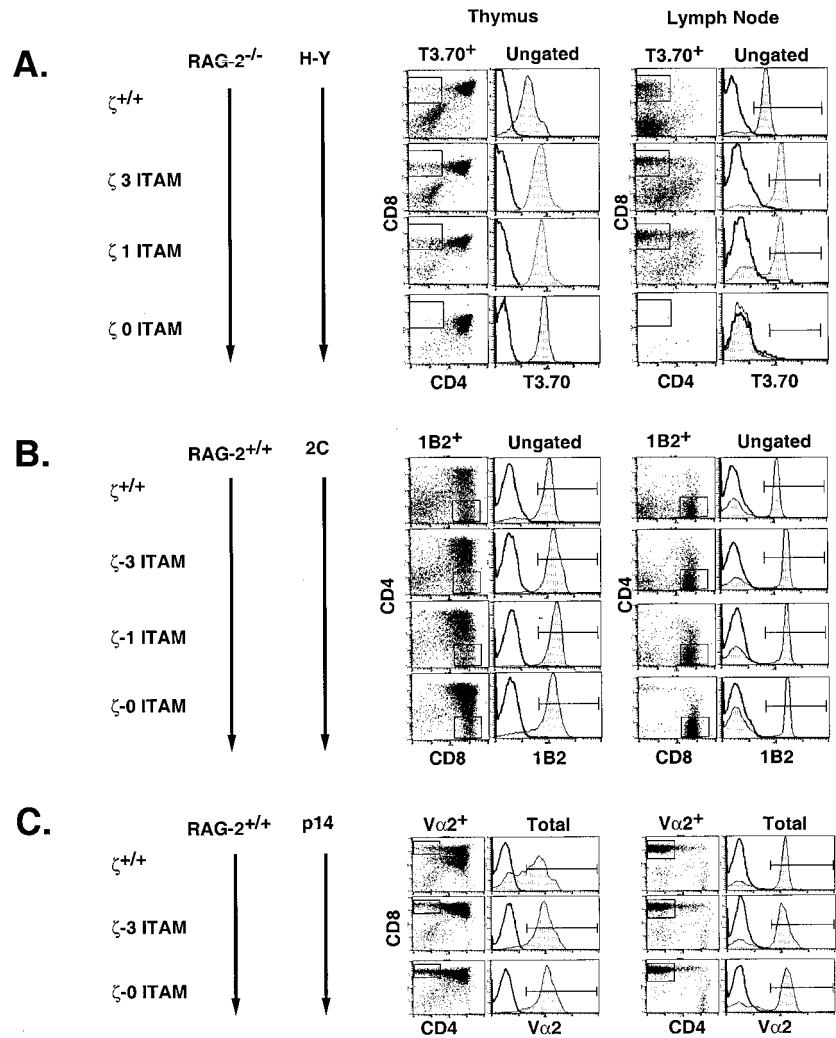 Thymus Lymph Node
A. RAG-2-/- H-Y T3.70+ Ungated T3.70+ Ungated
ζ+/+
ζ 3 ITAM
CD8 CD8
ζ 1 ITAM
ζ 0 ITAM
CD4 T3.70 CD4 T3.70
B. RAG-2+/+ 2C 1B2+ Ungated 1B2+ Ungated
ζ+/+
ζ-3 ITAM
CD4 CD4
ζ-1 ITAM
ζ-0 ITAM
CD8 1B2 CD8 1B2
C. RAG-2+/+ p14 Vα2+ Total Vα2+ Total
ζ+/+
ζ-3 ITAM
CD8
ζ-0 ITAM
CD4 Vα2 CD4 Vα2